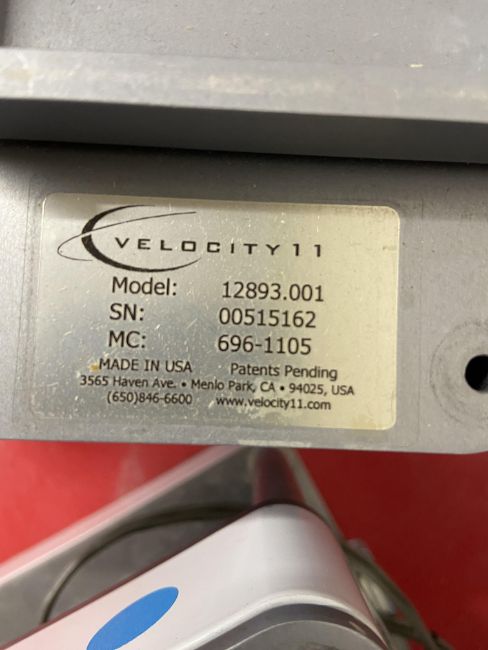 VELOCITY11
Model: 12893.001
SN: 00515162
MC: 696-1105
MADE IN USA Patents Pending
3565 Haven Ave. • Menlo Park, CA • 94025, USA
(650)846-6600 www.velocity11.com